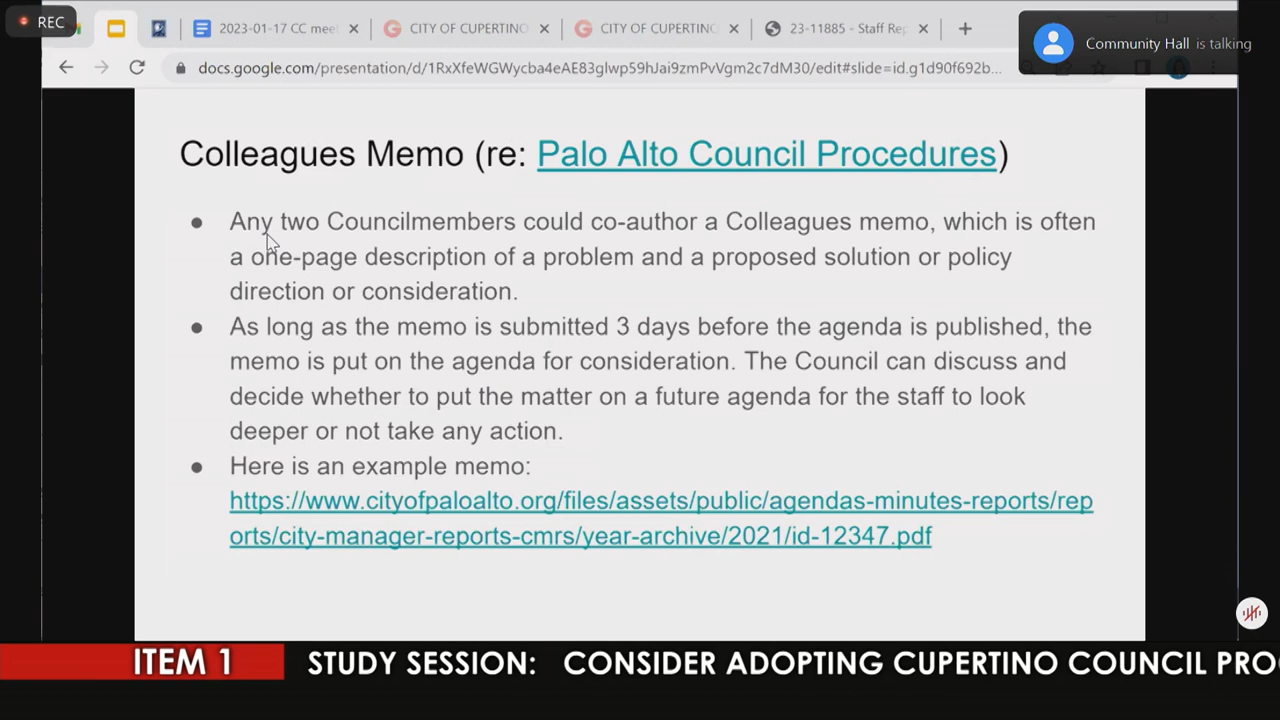 REC
2023-01-17 CC mee
CITY OF CUPERTINO
CITY OF CUPERTINO
23-11885 - Staff Rep
Community Hall is talking
docs.google.com/presentation/d/1RxXfeWGWycba4eAE83glwp59hJai9zmPvVgm2c7dM30/edit#slide=id.g1d90f692b...
Colleagues Memo (re: Palo Alto Council Procedures)
● Any two Councilmembers could co-author a Colleagues memo, which is often
a one-page description of a problem and a proposed solution or policy
direction or consideration.
● As long as the memo is submitted 3 days before the agenda is published, the
memo is put on the agenda for consideration. The Council can discuss and
decide whether to put the matter on a future agenda for the staff to look
deeper or not take any action.
● Here is an example memo:
https://www.cityofpaloalto.org/files/assets/public/agendas-minutes-reports/rep
orts/city-manager-reports-cmrs/year-archive/2021/id-12347.pdf
ITEM 1 STUDY SESSION: CONSIDER ADOPTING CUPERTINO COUNCIL PRO